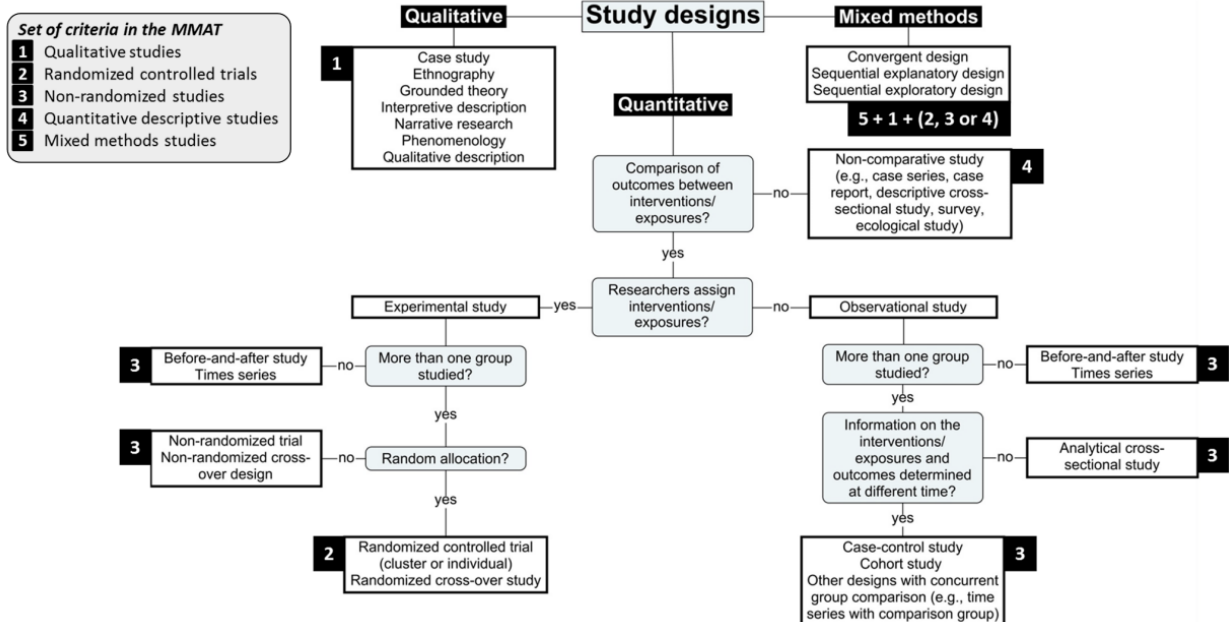 Set of criteria in the MMAT
1 Qualitative studies
2 Randomized controlled trials
3 Non-randomized studies
4 Quantitative descriptive studies
5 Mixed methods studies
Study designs
Qualitative
1
Case study
Ethnography
Grounded theory
Interpretive description
Narrative research
Phenomenology
Qualitative description
Mixed methods
Convergent design
Sequential explanatory design
Sequential exploratory design
5 + 1 + (2, 3 or 4)
Quantitative
Comparison of
outcomes between
interventions/
exposures?
no
Non-comparative study
(e.g., case series, case
report, descriptive cross-
sectional study, survey,
ecological study)
4
yes
Researchers assign
interventions/
exposures?
yes
Experimental study
no
Observational study
More than one group
studied?
no
3
Before-and-after study
Times series
yes
Random allocation?
no
3
Non-randomized trial
Non-randomized cross-
over design
yes
2
Randomized controlled trial
(cluster or individual)
Randomized cross-over study
More than one group
studied?
no
Before-and-after study
Times series
3
yes
Information on the
interventions/
exposures and
outcomes determined
at different time?
no
Analytical cross-
sectional study
3
yes
Case-control study
Cohort study
Other designs with concurrent
group comparison (e.g., time
series with comparison group)
3